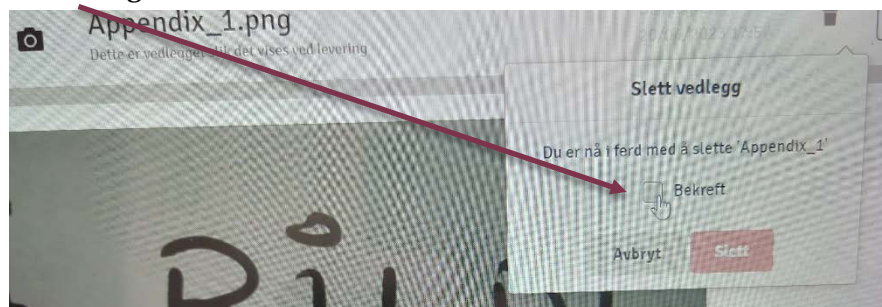 Appendix_1.png
Dette er vedlegget slik det vises ved levering
Slett vedlegg
Du er nå i ferd med å slette 'Appendix_1'
Bekreft
Avbryt
Slett